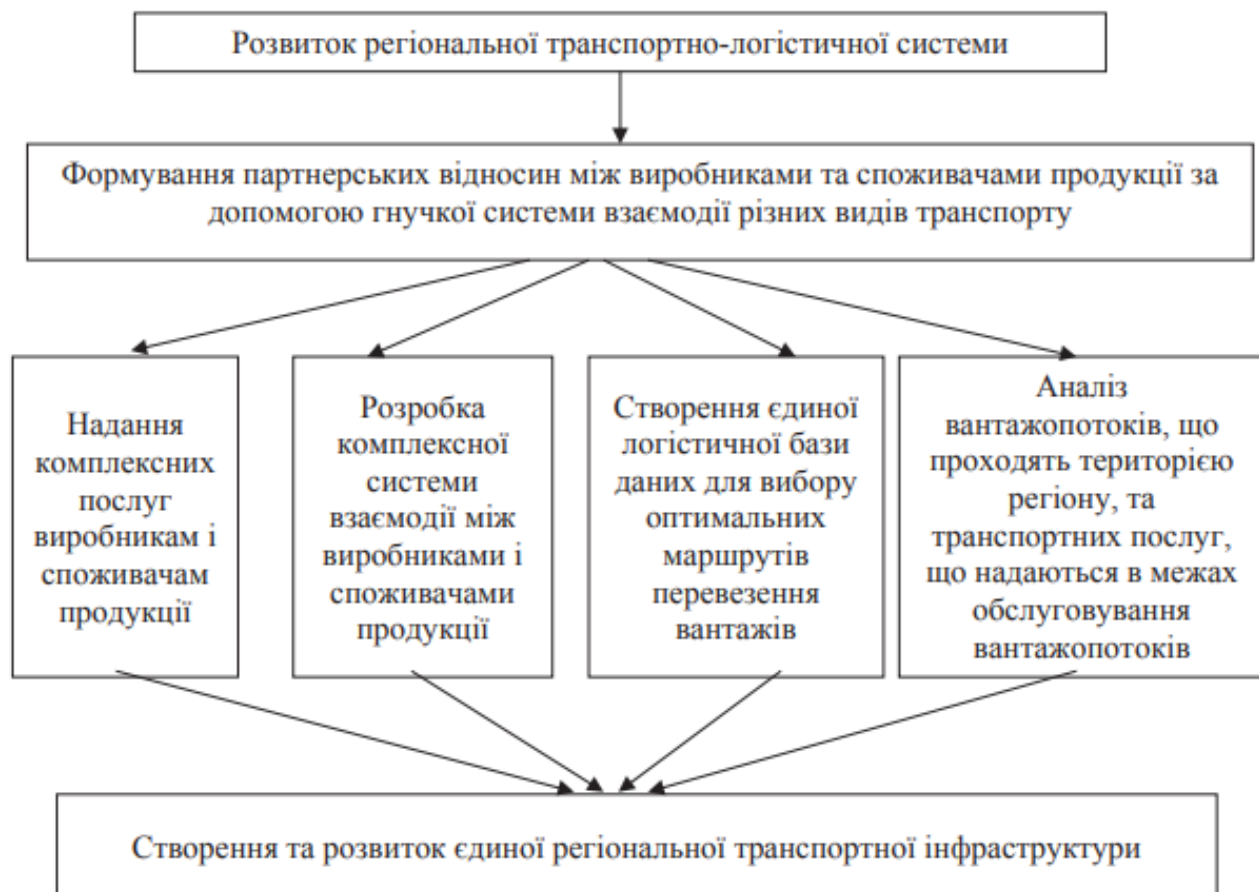 Розвиток регіональної транспортно-логістичної системи
Формування партнерських відносин між виробниками та споживачами продукції за
допомогою гнучкої системи взаємодії різних видів транспорту
Надання
комплексних
послуг
виробникам і
споживачам
продукції
Розробка
комплексної
системи
взаємодії між
виробниками і
споживачами
продукції
Створення єдиної
логістичної бази
даних для вибору
оптимальних
маршрутів
перевезення
вантажів
Аналіз
вантажопотоків, що
проходять територією
регіону, та
транспортних послуг,
що надаються в межах
обслуговування
вантажопотоків
Створення та розвиток єдиної регіональної транспортної інфраструктури